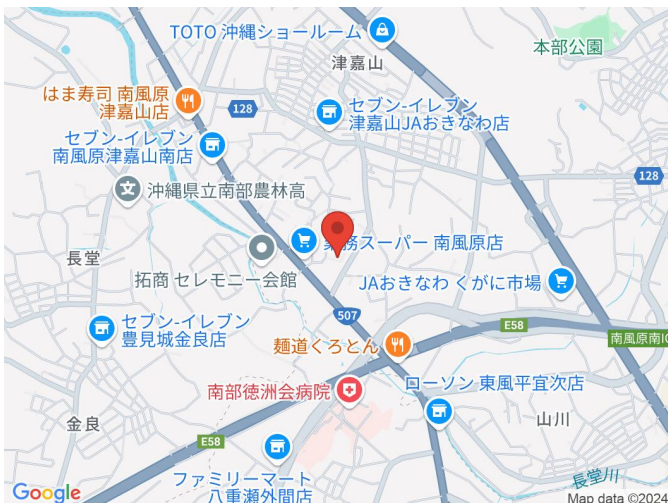 TOTO 沖縄ショールーム
津嘉山
本部公園
はま寿司 南風原
津嘉山店
128
セブン-イレブン
津嘉山JAおきなわ店
セブン-イレブン
南風原津嘉山南店
128
沖縄県立南部農林高
長堂
業務スーパー 南風原店
拓商 セレモニー会館
JAおきなわ くがに市場
507
セブン-イレブン
豊見城金良店
E58
麺道くろとん
南風原南IC
南部徳洲会病院
ローソン 東風平宜次店
金良
山川
E58
ファミリーマート
八重瀬外間店
長堂川
Google
Map data ©2024